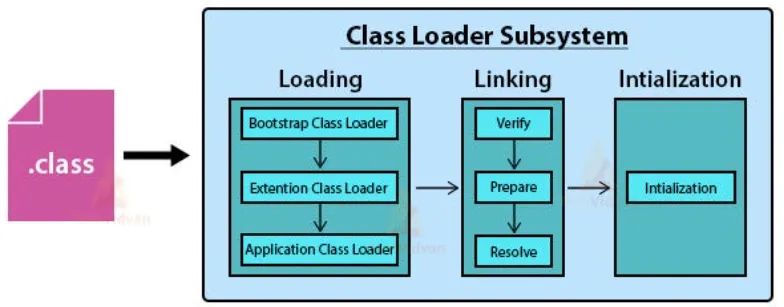 Class Loader Subsystem
Loading
Linking
Intialization
.class
Bootstrap Class Loader
Extention Class Loader
Application Class Loader
Verify
Prepare
Resolve
Intialization